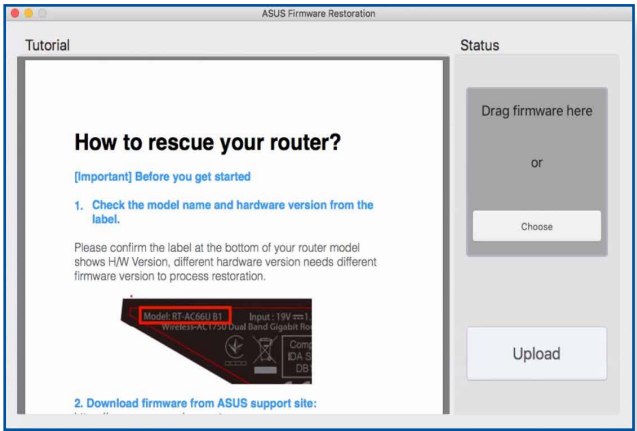 ASUS Firmware Restoration
Tutorial
Status
How to rescue your router?
[Important] Before you get started
1. Check the model name and hardware version from the
label.
Please confirm the label at the bottom of your router model
shows H/W Version, different hardware version needs different
firmware version to process restoration.
Model: RT-AC66U B1 Input : 19V
Wireless-AC1750 Dual Band Gigabit
Comp
IDA S
DB1
2. Download firmware from ASUS support site:
Drag firmware here
or
Choose
Upload